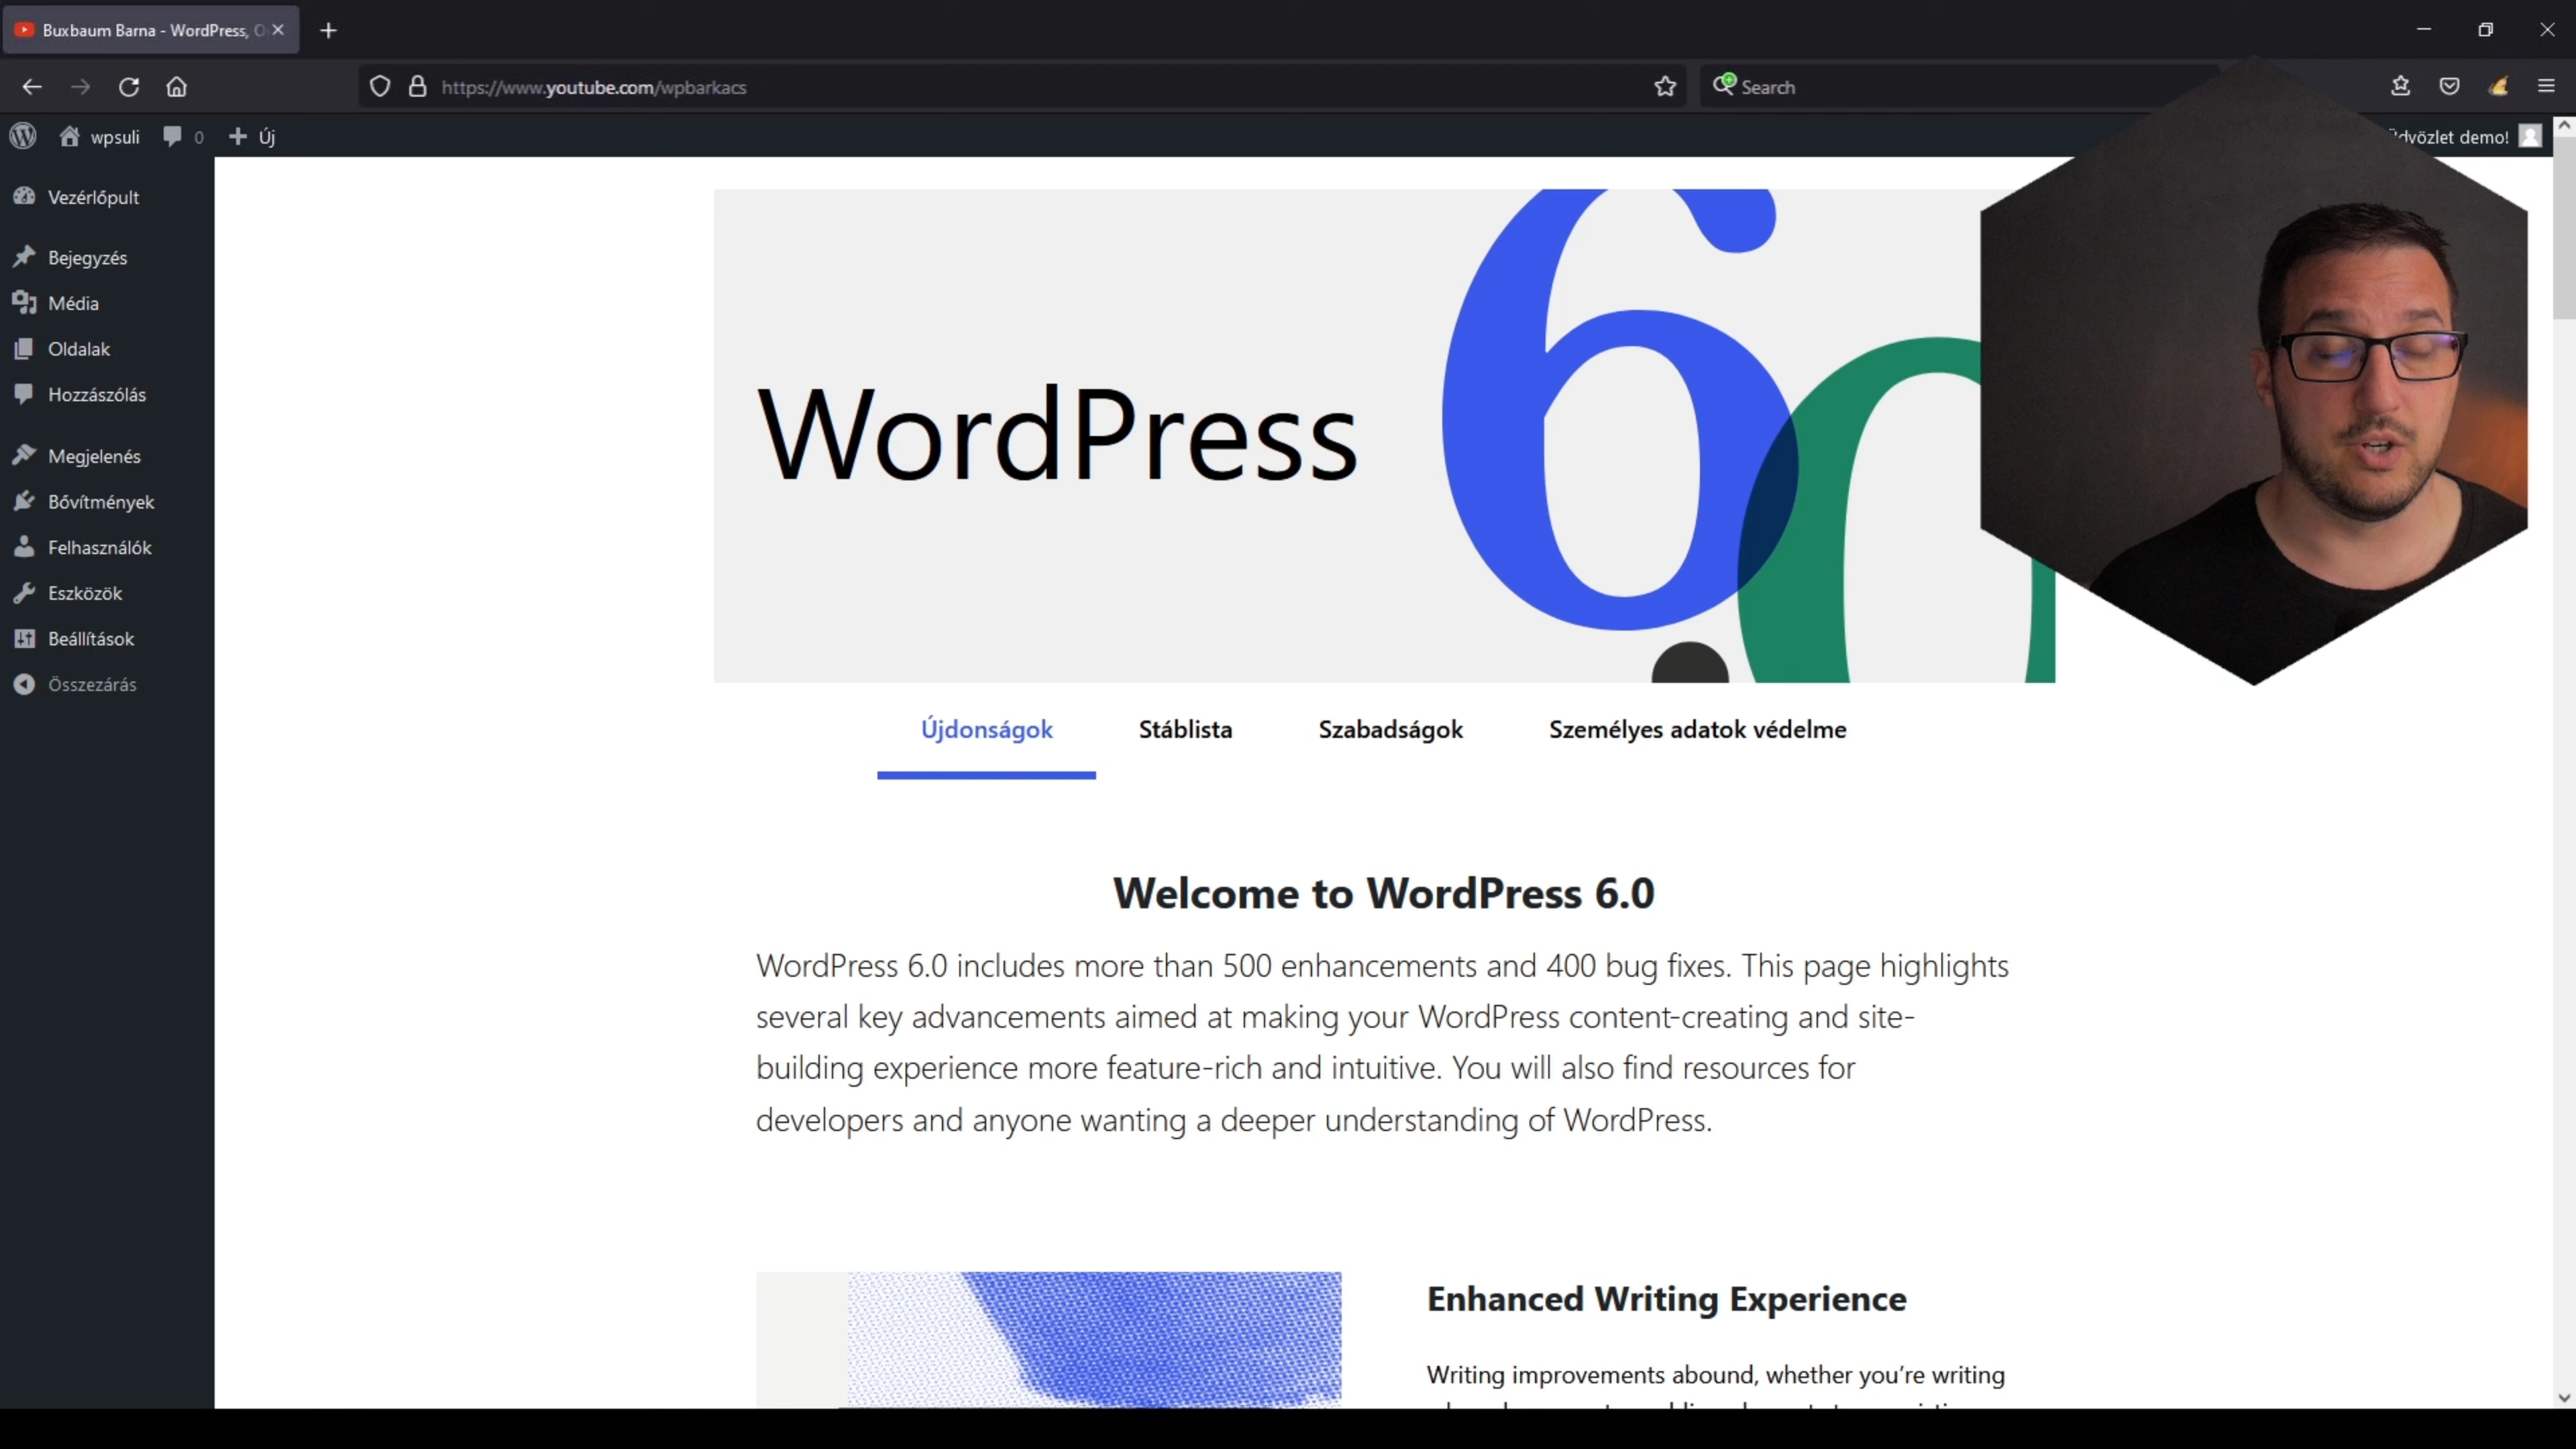 Buxbaum Barna - WordPress, O
https://www.youtube.com/wpbarkacs
Search
wpsuli
0
Új
dvözlet demo!
Vezérlőpult
Bejegyzés
Média
Oldalak
Hozzászólás
Megjelenés
Bővítmények
Felhasználók
Eszközök
Beállítások
Összezárás
WordPress
6.0
Újdonságok
Stáblista
Szabadságok
Személyes adatok védelme
Welcome to WordPress 6.0
WordPress 6.0 includes more than 500 enhancements and 400 bug fixes. This page highlights
several key advancements aimed at making your WordPress content-creating and site-
building experience more feature-rich and intuitive. You will also find resources for
developers and anyone wanting a deeper understanding of WordPress.
Enhanced Writing Experience
Writing improvements abound, whether you’re writing